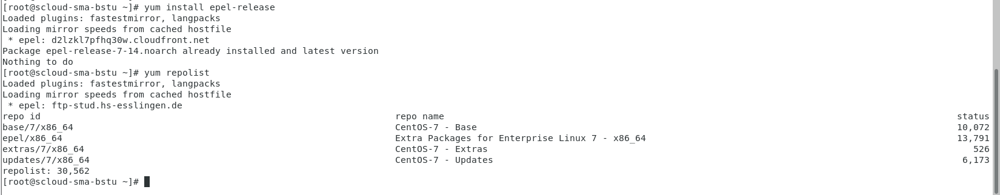 [root@scloud-sma-bstu ~]# yum install epel-release
Loaded plugins: fastestmirror, langpacks
Loading mirror speeds from cached hostfile
 * epel: d2lzkl7pfhq30w.cloudfront.net
Package epel-release-7-14.noarch already installed and latest version
Nothing to do
[root@scloud-sma-bstu ~]# yum repolist
Loaded plugins: fastestmirror, langpacks
Loading mirror speeds from cached hostfile
 * epel: ftp-stud.hs-esslingen.de
repo id repo name status
base/7/x86_64 CentOS-7 - Base 10,072
epel/x86_64 Extra Packages for Enterprise Linux 7 - x86_64 13,791
extras/7/x86_64 CentOS-7 - Extras 526
updates/7/x86_64 CentOS-7 - Updates 6,173
repolist: 30,562
[root@scloud-sma-bstu ~]#